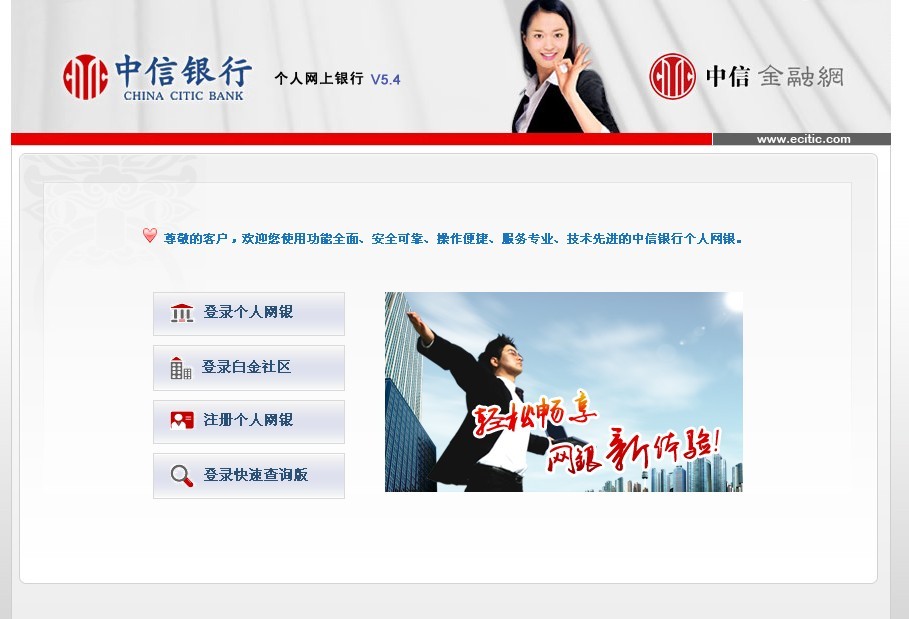 中信银行
CHINA CITIC BANK
个人网上银行 V5.4
中信 金融網
www.ecitic.com
尊敬的客户，欢迎您使用功能全面、安全可靠、操作便捷、服务专业、技术先进的中信银行个人网银。
登录个人网银
登录白金社区
注册个人网银
登录快速查询版
轻松畅享
网銀新体验!